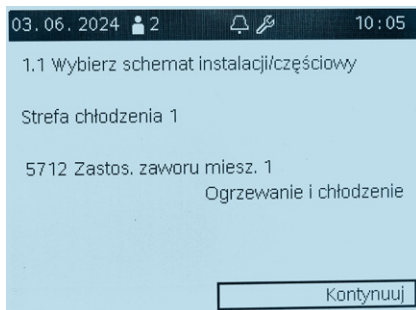 03.06.2024 2 10:05
1.1 Wybierz schemat instalacji/częściowy
Strefa chłodzenia 1
5712 Zastos. zaworu miesz. 1
Ogrzewanie i chłodzenie
Kontynuuj